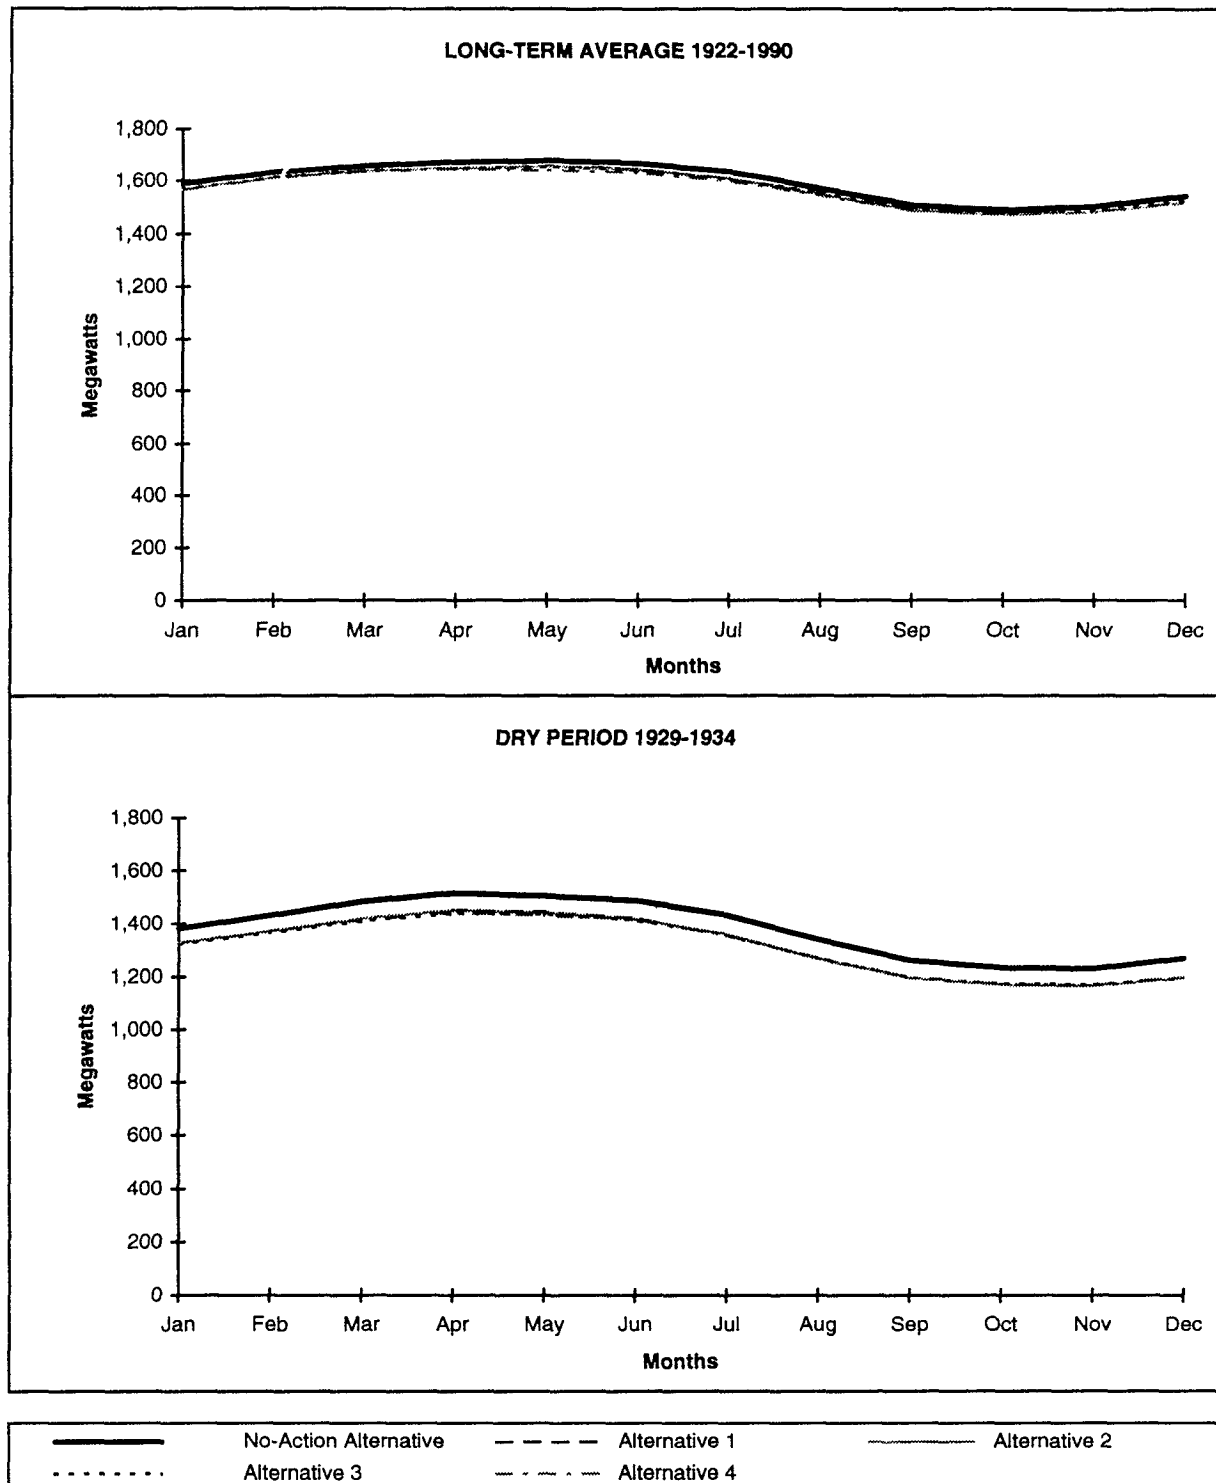 LONG-TERM AVERAGE 1922-1990
1,800
1,600
1,400
1,200
1,000
800
600
400
200
0
Megawatts
Jan Feb Mar Apr May Jun Jul Aug Sep Oct Nov Dec
Months
DRY PERIOD 1929-1934
1,800
1,600
1,400
1,200
1,000
800
600
400
200
0
Megawatts
Jan Feb Mar Apr May Jun Jul Aug Sep Oct Nov Dec
Months
No-Action Alternative Alternative 1 Alternative 2
Alternative 3 Alternative 4